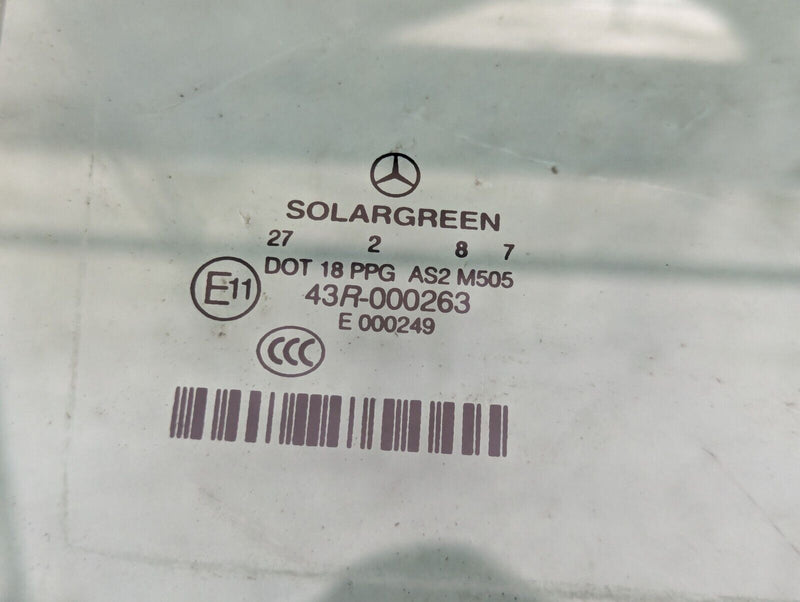 SOLARGREEN
27 2 8 7
DOT 18 PPG AS2 M505
E11
43R-000263
E 000249
CCC